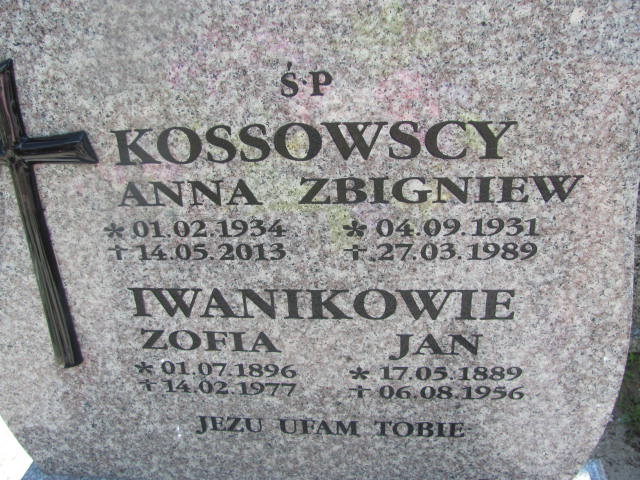 Ś·P
KOSSOWSCY
ANNA ZBIGNIEW
* 01.02.1934 * 04.09.1931
† 14.05.2013 † 27.03.1989
IWANIKOWIE
ZOFIA JAN
* 01.07.1896 * 17.05.1889
† 14.02.1977 † 06.08.1956
JEZU UFAM TOBIE